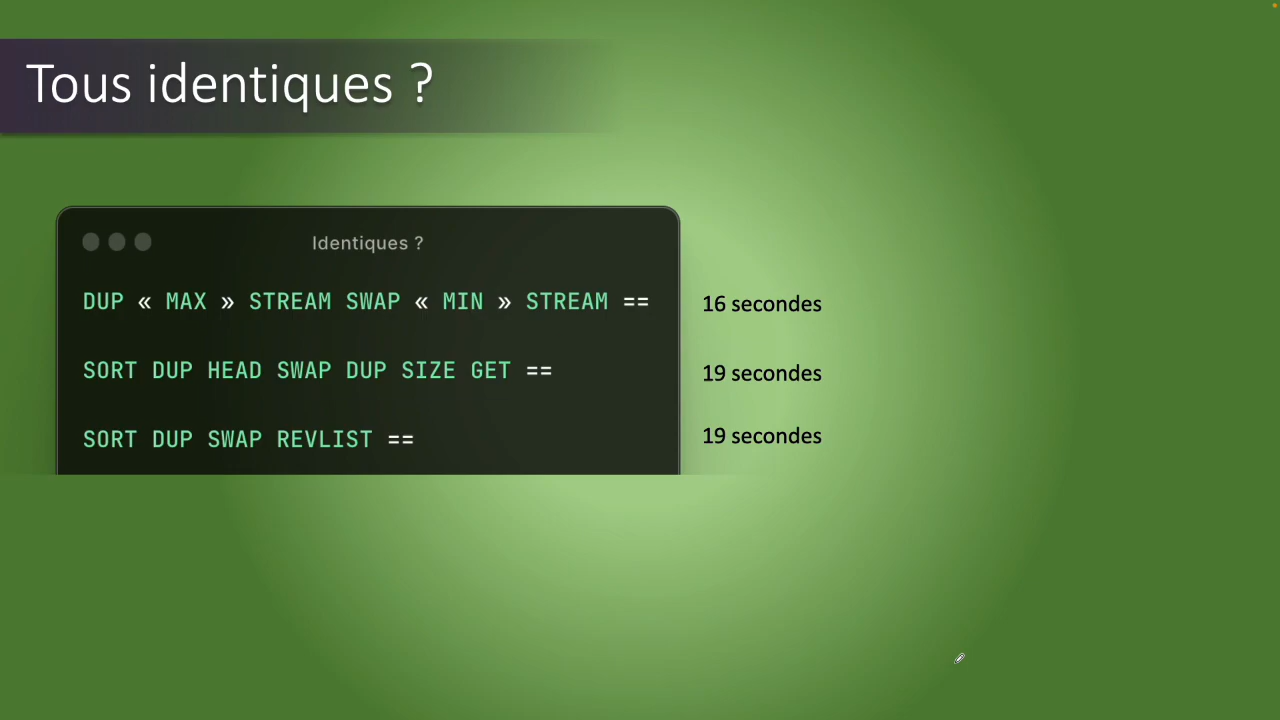 Tous identiques ?
Identiques ?
DUP « MAX » STREAM SWAP « MIN » STREAM ==
16 secondes
SORT DUP HEAD SWAP DUP SIZE GET ==
19 secondes
SORT DUP SWAP REVLIST ==
19 secondes